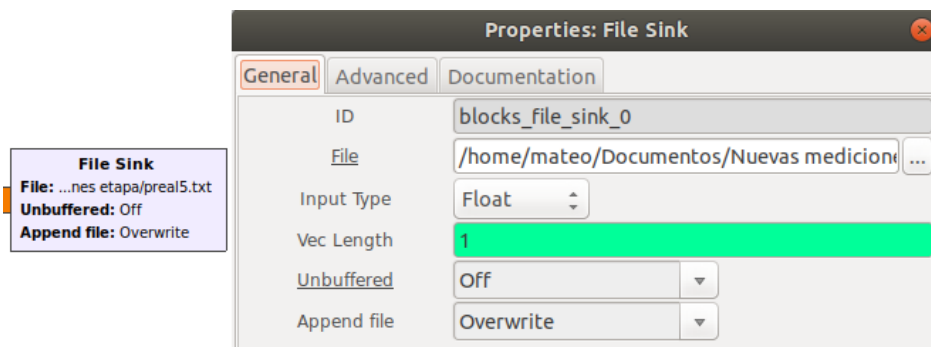 File Sink
File: ...nes etapa/preal5.txt
Unbuffered: Off
Append file: Overwrite
Properties: File Sink
General Advanced Documentation
ID blocks_file_sink_0
File /home/mateo/Documentos/Nuevas medicione ...
Input Type Float
Vec Length 1
Unbuffered Off
Append file Overwrite